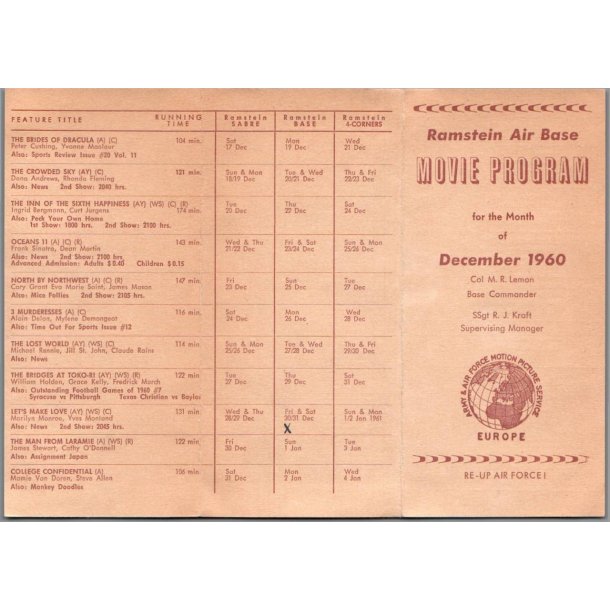 FEATURE TITLE RUNNING TIME Ramstein SABRE Ramstein BASE Ramstein 4-CORNERS
THE BRIDES OF DRACULA (A) (C) 104 min. Sat 17 Dec Mon 19 Dec Wed 21 Dec
Peter Cushing, Yvonne Monlaur
Also: Sports Review Issue #20 Vol. 11
THE CROWDED SKY (AY) (C) 121 min. Sun & Mon 18/19 Dec Tue & Wed 20/21 Dec Thu & Fri 22/23 Dec
Dana Andrews, Rhonda Fleming
Also: News 2nd Show: 2040 hrs.
THE INN OF THE SIXTH HAPPINESS (AY) (WS) (C) (R) 174 min. Tue 20 Dec Thu 22 Dec Sat 24 Dec
Ingrid Bergmann, Curt Jurgens
Also: Peck Your Own Home
1st Show: 1800 hrs. 2nd Show: 2100 hrs.
OCEANS 11 (A) (C) (R) 143 min. Wed & Thu 21/22 Dec Fri & Sat 23/24 Dec Sun & Mon 25/26 Dec
Frank Sinatra, Dean Martin
Also: News 2nd Show: 2100 hrs.
Advanced Admission: Adults $0.40 Children $0.15
NORTH BY NORTHWEST (A) (C) (R) 147 min. Fri 23 Dec Sun 25 Dec Tue 27 Dec
Cary Grant Eva Marie Saint, James Mason
Also: Mice Follies 2nd Show: 2105 hrs.
3 MURDERESSES (A) (C) 116 min. Sat 24 Dec Mon 26 Dec Wed 28 Dec
Alain Delon, Mylene Demongeot
Also: Time Out For Sports Issue #12
THE LOST WORLD (AY) (WS) (C) 114 min. Sun & Mon 25/26 Dec Tue & Wed 27/28 Dec Thu & Fri 29/30 Dec
Michael Rennie, Jill St. John, Claude Rains
Also: News
THE BRIDGES AT TOKO-RI (AY) (WS) (R) 122 min. Tue 27 Dec Thu 29 Dec Sat 31 Dec
William Holden, Grace Kelly, Fredrick March
Also: Outstanding Football Games of 1960 #7
Syracuse vs Pittsburgh Texas Christian vs Baylor
LET'S MAKE LOVE (AY) (WS) (C) 131 min. Wed & Thu 28/29 Dec Fri & Sat 30/31 Dec Sun & Mon 1/2 Jan 1961
Marilyn Monroe, Yves Montand
Also: News 2nd Show: 2045 hrs. X
THE MAN FROM LARAMIE (A) (WS) (C) (R) 122 min. Fri 30 Dec Sun 1 Jan Tue 3 Jan
James Stewart, Cathy O'Donnell
Also: Assignment Japan
COLLEGE CONFIDENTIAL (A) 106 min. Sat 31 Dec Mon 2 Jan Wed 4 Jan
Mamie Van Doren, Steve Allen
Also: Monkey Doodles
Ramstein Air Base
MOVIE PROGRAM
for the Month
of
December 1960
Col M. R. Lemon
Base Commander
SSgt R. J. Kraft
Supervising Manager
ARMY & AIR FORCE MOTION PICTURE SERVICE
EUROPE
RE-UP AIR FORCE!